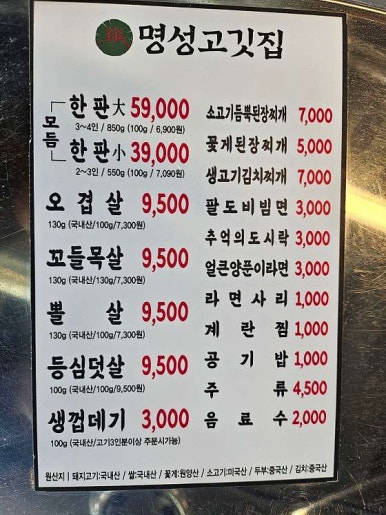 명성고깃집
모듬
한판大 59,000
3~4인 / 850g (100g / 6,900원)
한판小 39,000
2~3인 / 550g (100g / 7,090원)
오겹살 9,500
130g (국내산/100g/7,300원)
꼬들목살 9,500
130g (국내산/130g/7,300원)
뽈살 9,500
130g (국내산/100g/7,300원)
등심덧살 9,500
100g (국내산/100g/9,500원)
생껍데기 3,000
100g (국내산/고기3인분이상 주문시가능)
소고기듬뿍된장찌개 7,000
꽃게된장찌개 5,000
생고기김치찌개 7,000
팔도비빔면 3,000
추억의도시락 3,000
얼큰양푼이라면 3,000
라면사리 1,000
계란찜 1,000
공기밥 1,000
주류 4,500
음료수 2,000
원산지 | 돼지고기:국내산 / 쌀:국내산 / 꽃게:원양산 / 소고기:미국산 / 두부:중국산 / 김치:중국산